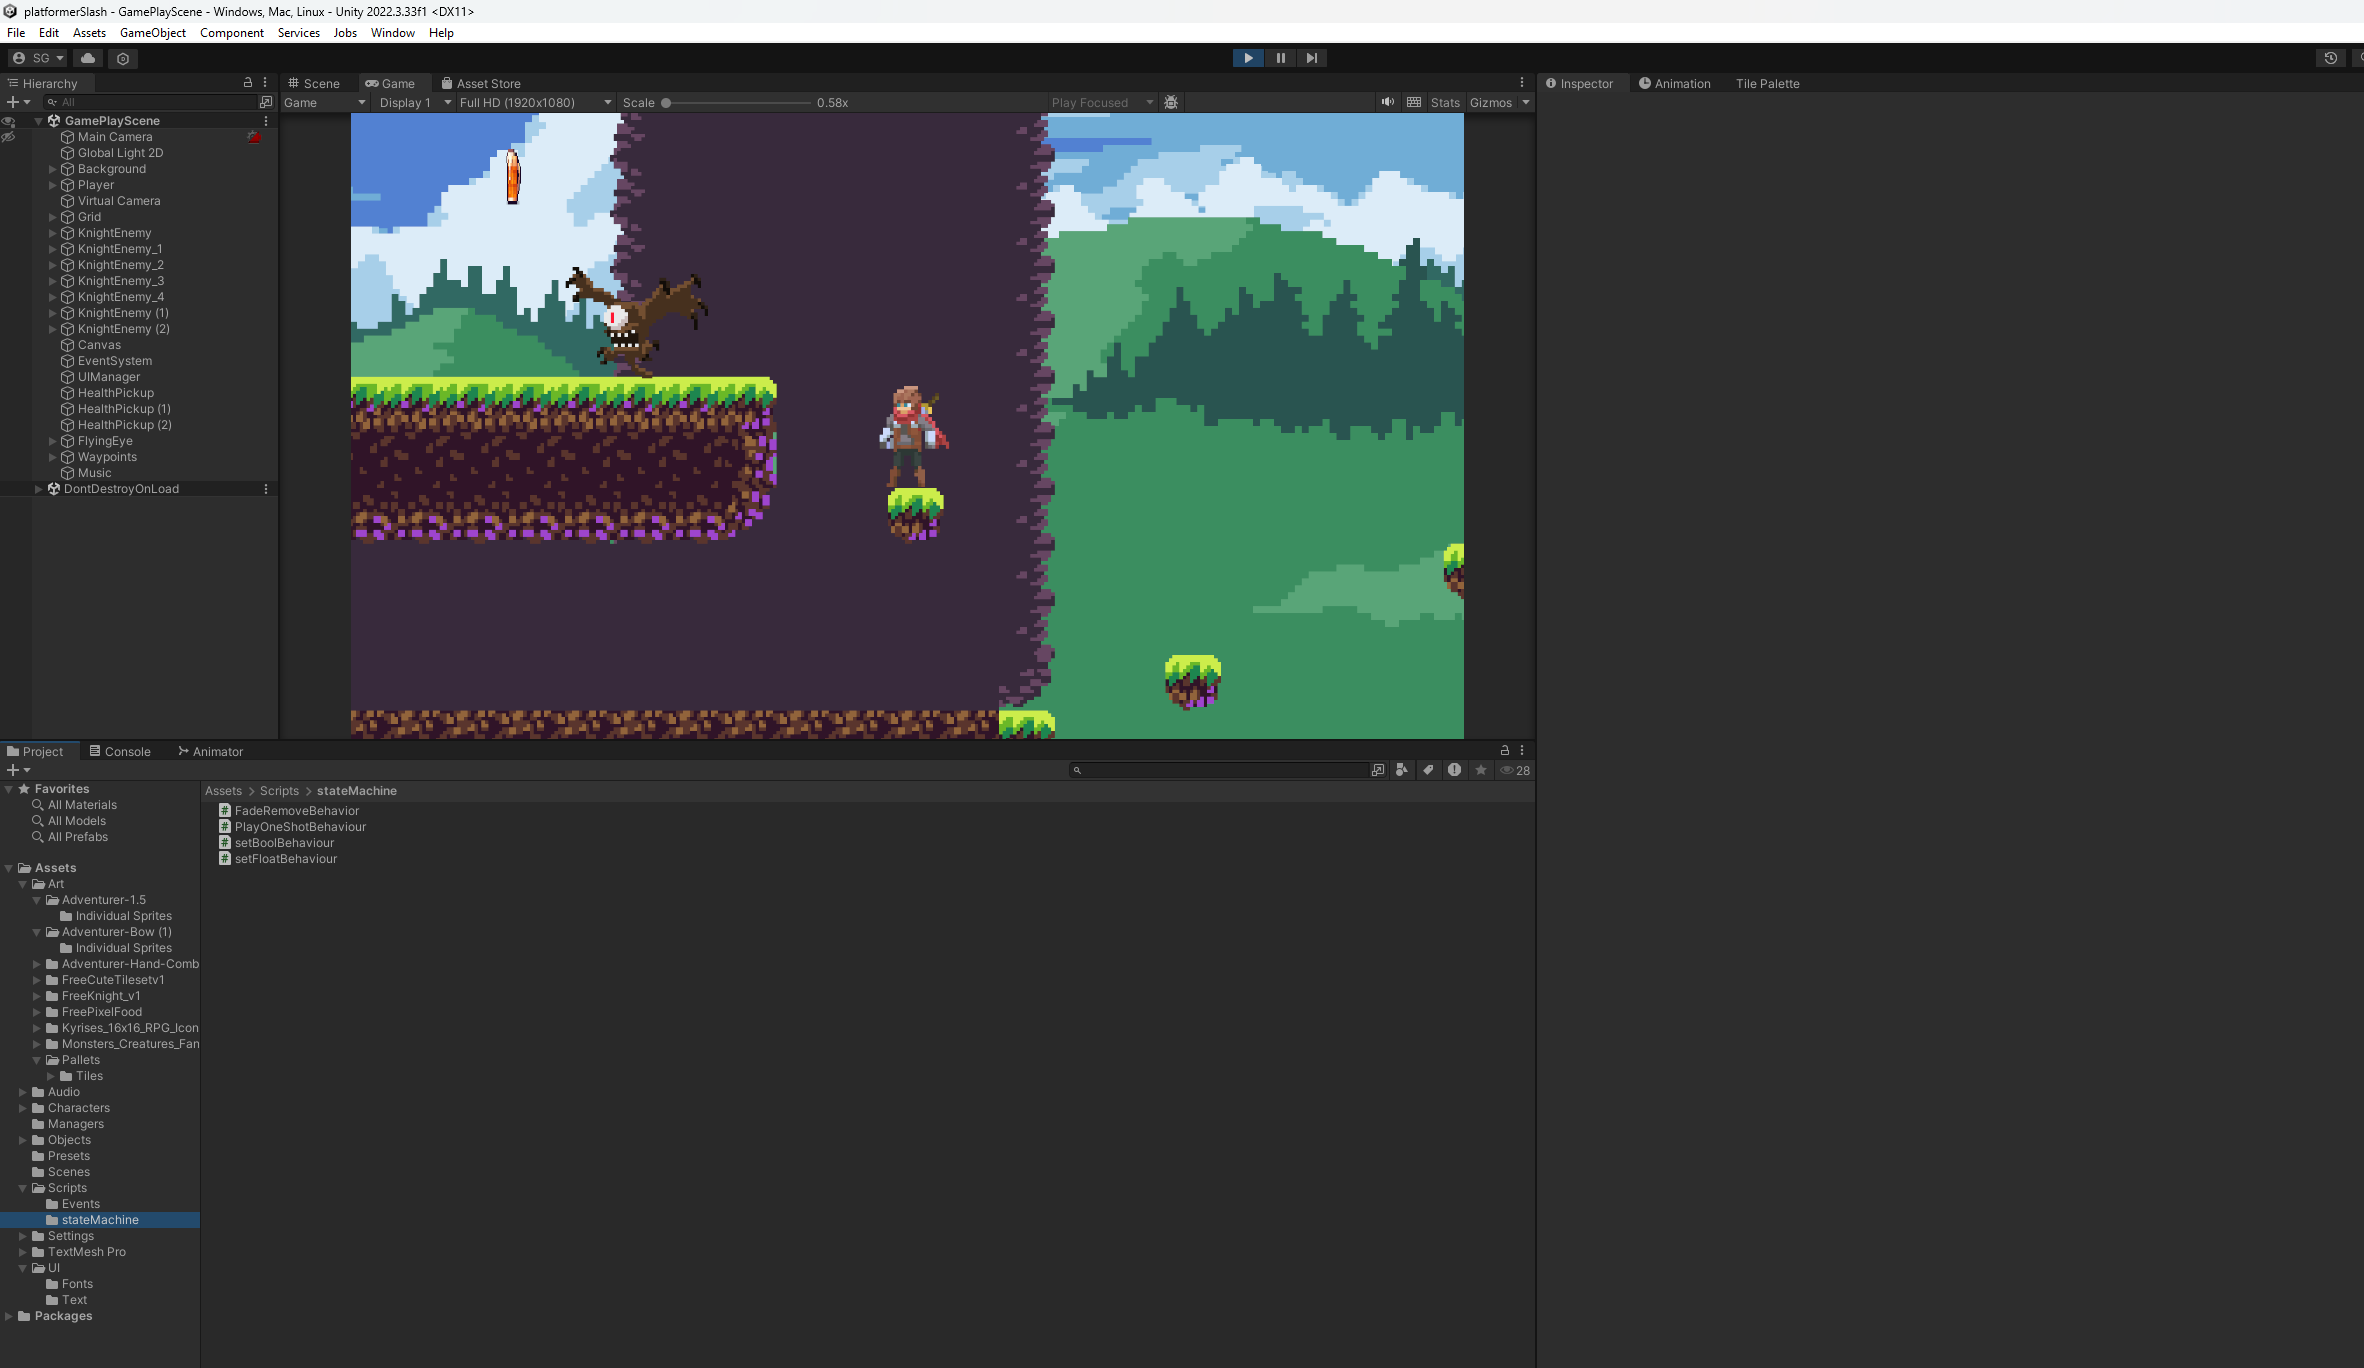 platformerSlash - GamePlayScene - Windows, Mac, Linux - Unity 2022.3.33f1 <DX11>
File Edit Assets GameObject Component Services Jobs Window Help
SG
Hierarchy
All
GamePlayScene
Main Camera
Global Light 2D
Background
Player
Virtual Camera
Grid
KnightEnemy
KnightEnemy_1
KnightEnemy_2
KnightEnemy_3
KnightEnemy_4
KnightEnemy (1)
KnightEnemy (2)
Canvas
EventSystem
UIManager
HealthPickup
HealthPickup (1)
HealthPickup (2)
FlyingEye
Waypoints
Music
DontDestroyOnLoad
Scene Game Asset Store
Game Display 1 Full HD (1920x1080) Scale 0.58x Play Focused Stats Gizmos
Inspector Animation Tile Palette
Project Console Animator
28
Favorites
All Materials
All Models
All Prefabs
Assets
Art
Adventurer-1.5
Individual Sprites
Adventurer-Bow (1)
Individual Sprites
Adventurer-Hand-Comb
FreeCuteTilesetv1
FreeKnight_v1
FreePixelFood
Kyrises_16x16_RPG_Icon
Monsters_Creatures_Fan
Pallets
Tiles
Audio
Characters
Managers
Objects
Presets
Scenes
Scripts
Events
stateMachine
Settings
TextMesh Pro
UI
Fonts
Text
Packages
Assets > Scripts > stateMachine
FadeRemoveBehavior
PlayOneShotBehaviour
setBoolBehaviour
setFloatBehaviour